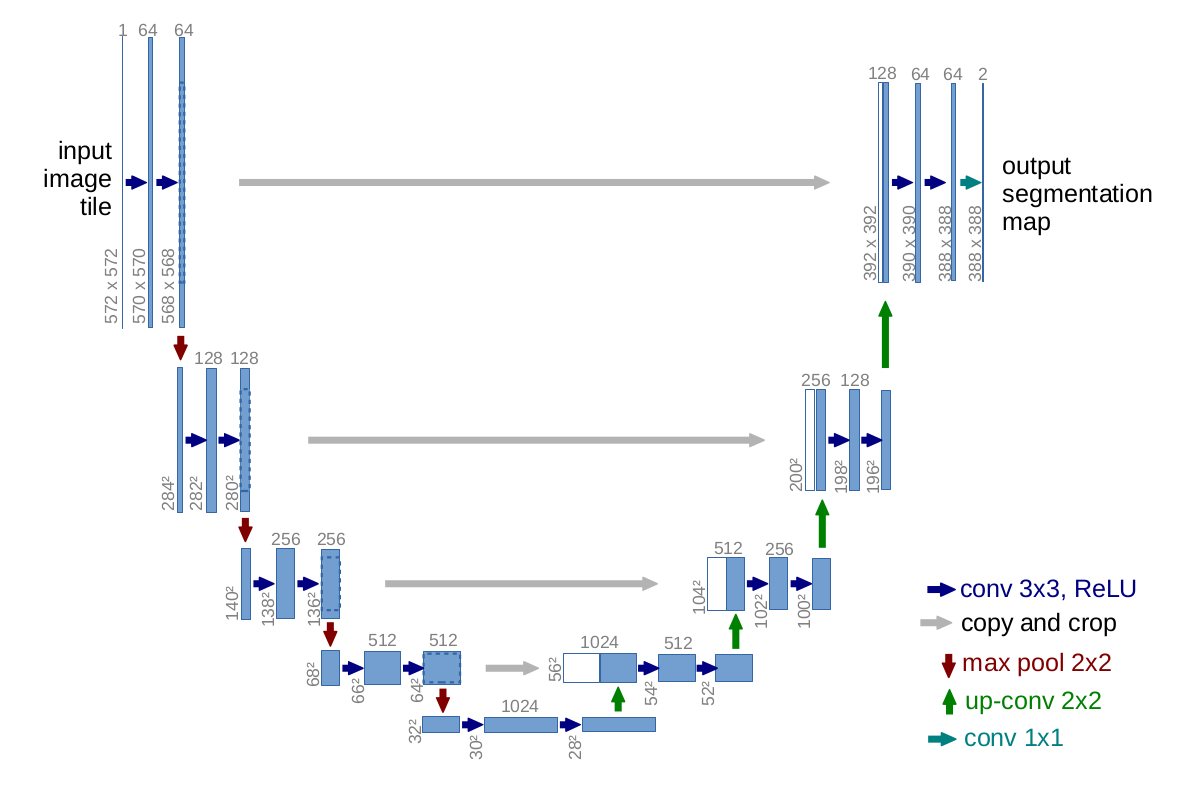 1 64 64
input
image
tile
572 x 572
570 x 570
568 x 568
128 64 64 2
392 x 392
390 x 390
388 x 388
388 x 388
output
segmentation
map
128 128
284²
282²
280²
256 128
200²
198²
196²
256 256
140²
138²
136²
512 256
104²
102²
100²
512 512
68²
66²
64²
1024 512
56²
54²
52²
1024
32²
30²
28²
conv 3x3, ReLU
copy and crop
max pool 2x2
up-conv 2x2
conv 1x1